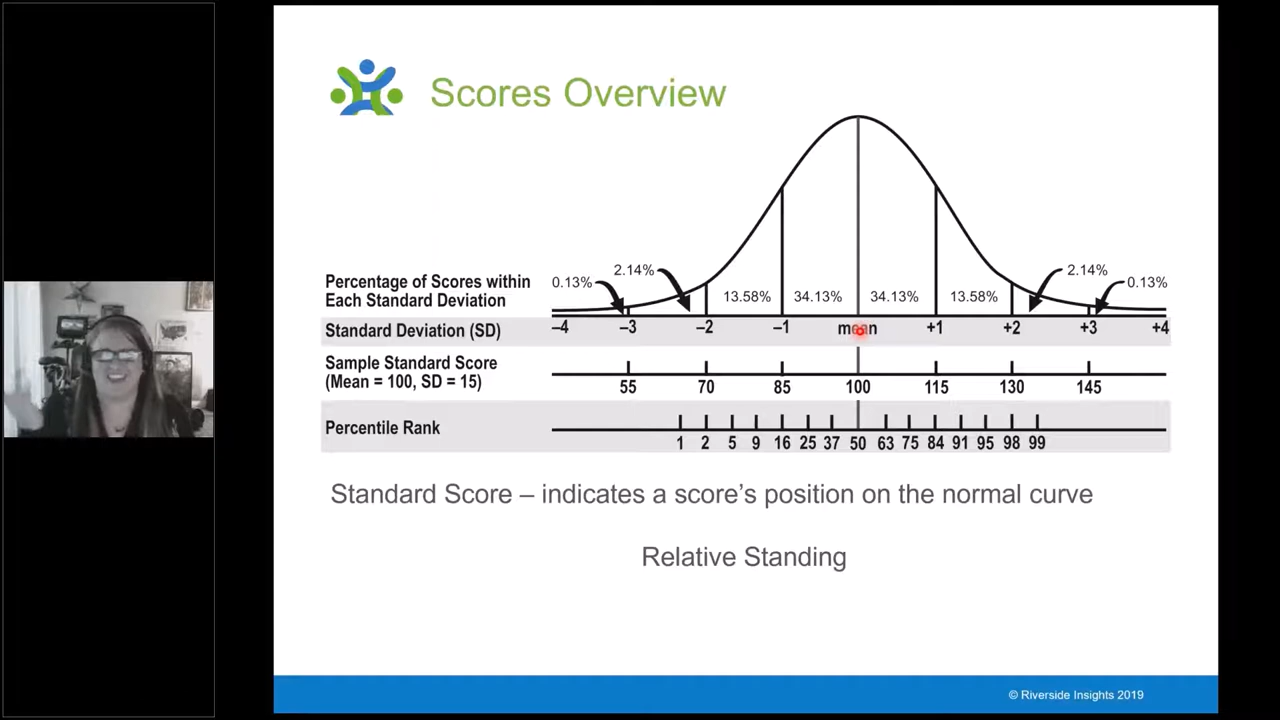 Scores Overview
Percentage of Scores within
Each Standard Deviation
0.13% 2.14% 13.58% 34.13% 34.13% 13.58% 2.14% 0.13%
Standard Deviation (SD) –4 –3 –2 –1 mean +1 +2 +3 +4
Sample Standard Score
(Mean = 100, SD = 15)
55 70 85 100 115 130 145
Percentile Rank
1 2 5 9 16 25 37 50 63 75 84 91 95 98 99
Standard Score – indicates a score’s position on the normal curve
Relative Standing
© Riverside Insights 2019